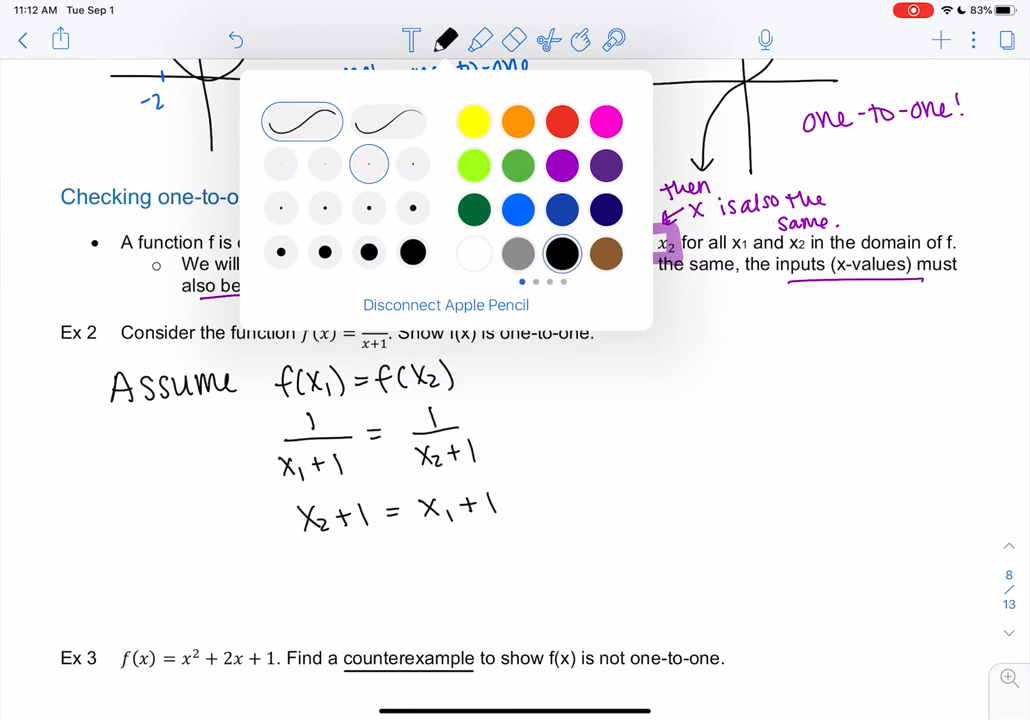 11:12 AM Tue Sep 1
83%
T
-2
one-to-one!
then
x is also the
same.
Checking one-to-o
A function f is
x₂ for all x₁ and x₂ in the domain of f.
We will
the same, the inputs (x-values) must
also be
Disconnect Apple Pencil
Ex 2 Consider the function f(x) = /x+1. Show f(x) is one-to-one.
Assume f(x₁) = f(x₂)
1/(x₁+1) = 1/(x₂+1)
x₂+1 = x₁+1
8
/
13
Ex 3 f(x) = x² + 2x + 1. Find a counterexample to show f(x) is not one-to-one.